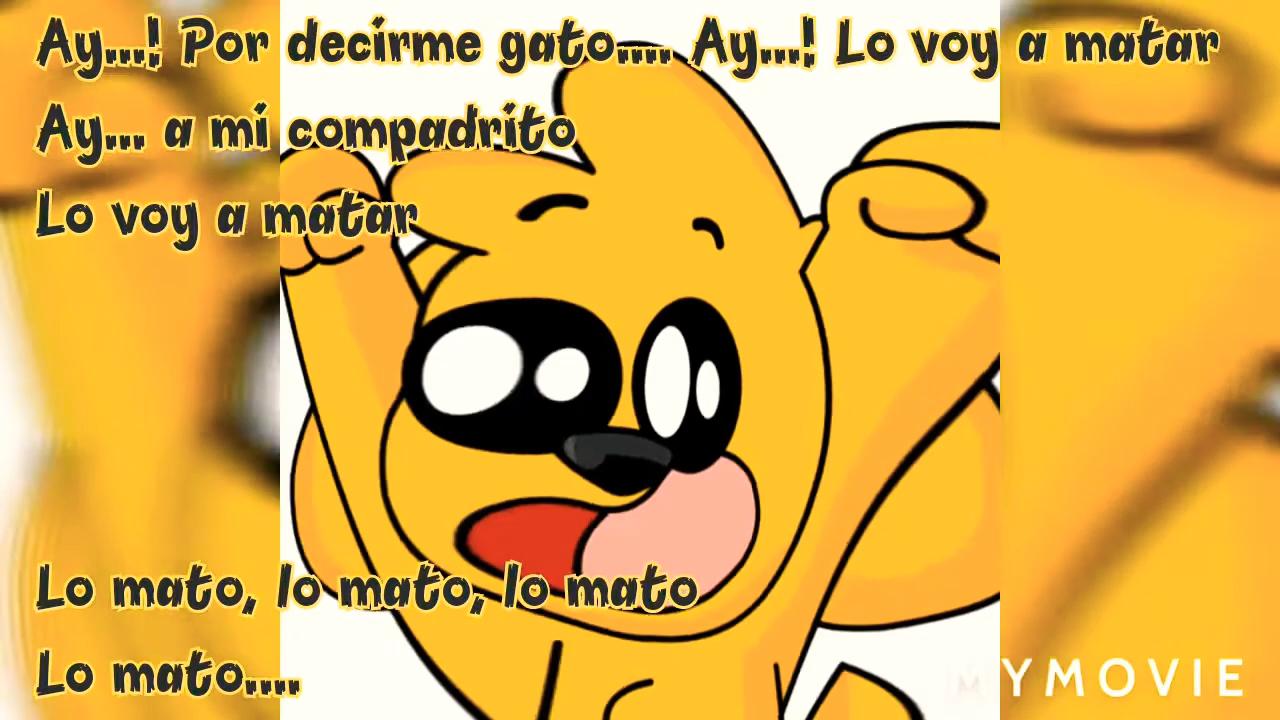 Ay...! Por decirme gato.... Ay...! Lo voy a matar
Ay... a mi compadrito
Lo voy a matar
Lo mato, lo mato, lo mato
Lo mato....
MYMOVIE